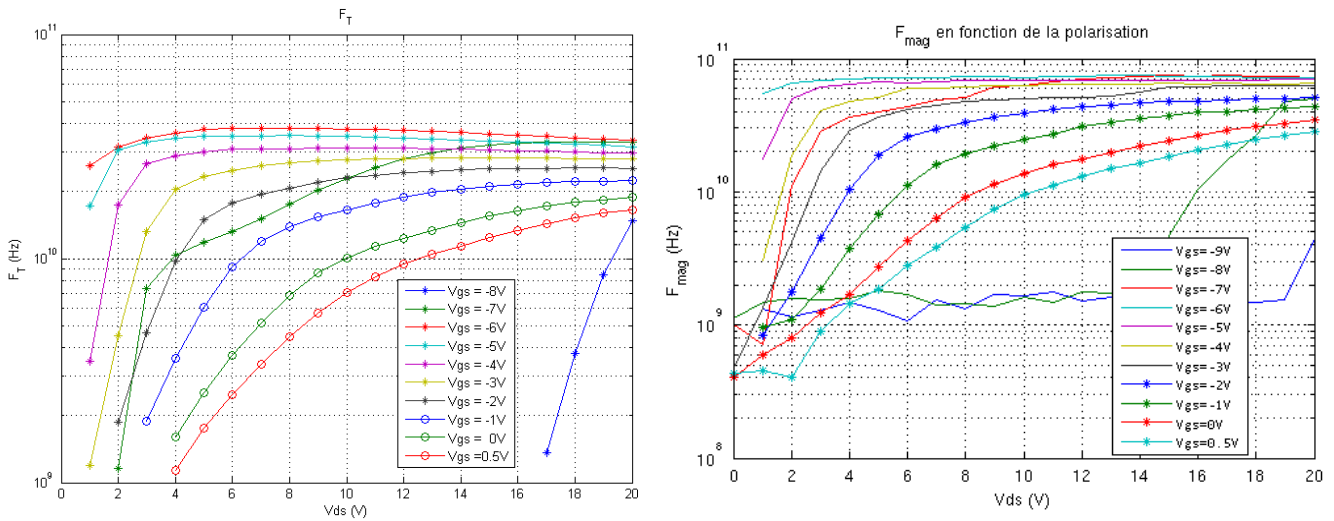 F_T
10^11
10^10
10^9
F_T (Hz)
0 2 4 6 8 10 12 14 16 18 20
Vds (V)
Vgs = -8V
Vgs = -7V
Vgs = -6V
Vgs = -5V
Vgs = -4V
Vgs = -3V
Vgs = -2V
Vgs = -1V
Vgs = 0V
Vgs =0.5V
F_mag en fonction de la polarisation
10^11
10^10
10^9
10^8
F_mag (Hz)
0 2 4 6 8 10 12 14 16 18 20
Vds (V)
Vgs= -9V
Vgs= -8V
Vgs= -7V
Vgs= -6V
Vgs= -5V
Vgs= -4V
Vgs= -3V
Vgs= -2V
Vgs= -1V
Vgs=0V
Vgs=0.5V